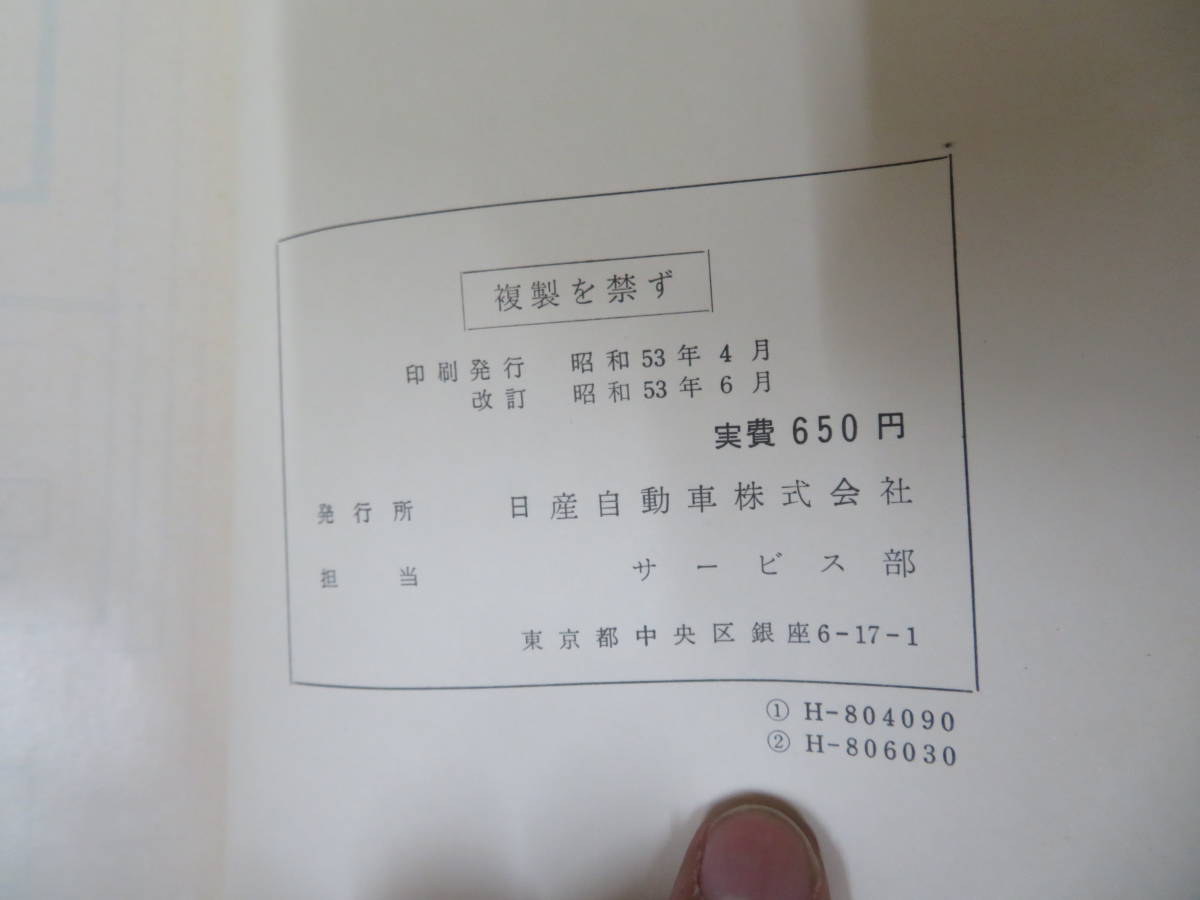 複製を禁ず
印刷発行 昭和53年4月
改訂 昭和53年6月
実費 650円
発行所 日産自動車株式会社
担当 サービス部
東京都中央区銀座6-17-1
① H-804090
② H-806030